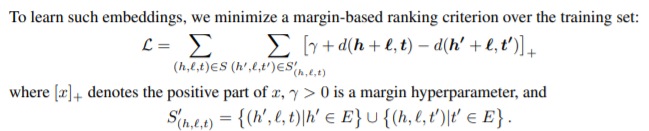 To learn such embeddings, we minimize a margin-based ranking criterion over the training set:
ℒ = ∑_{(h,ℓ,t)∈S} ∑_{(h′,ℓ,t′)∈S′_{(h,ℓ,t)}} [γ + d(h + ℓ, t) − d(h′ + ℓ, t′)]₊
where [x]₊ denotes the positive part of x, γ > 0 is a margin hyperparameter, and
S′_{(h,ℓ,t)} = {(h′, ℓ, t)|h′ ∈ E} ∪ {(h, ℓ, t′)|t′ ∈ E} .